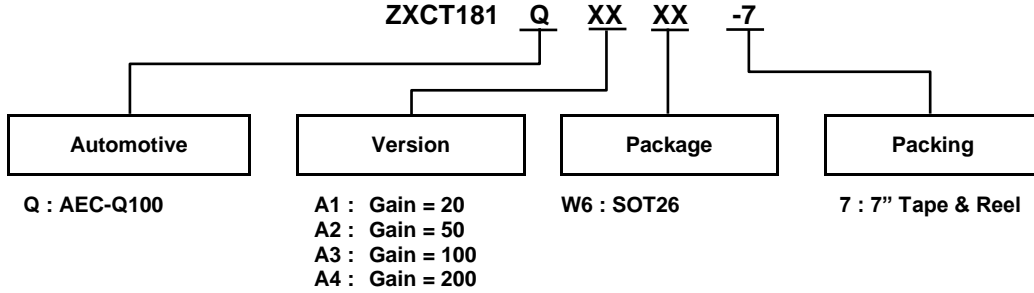 ZXCT181 Q XX XX -7
Automotive Version Package Packing
Q : AEC-Q100
A1 : Gain = 20
A2 : Gain = 50
A3 : Gain = 100
A4 : Gain = 200
W6 : SOT26
7 : 7” Tape & Reel